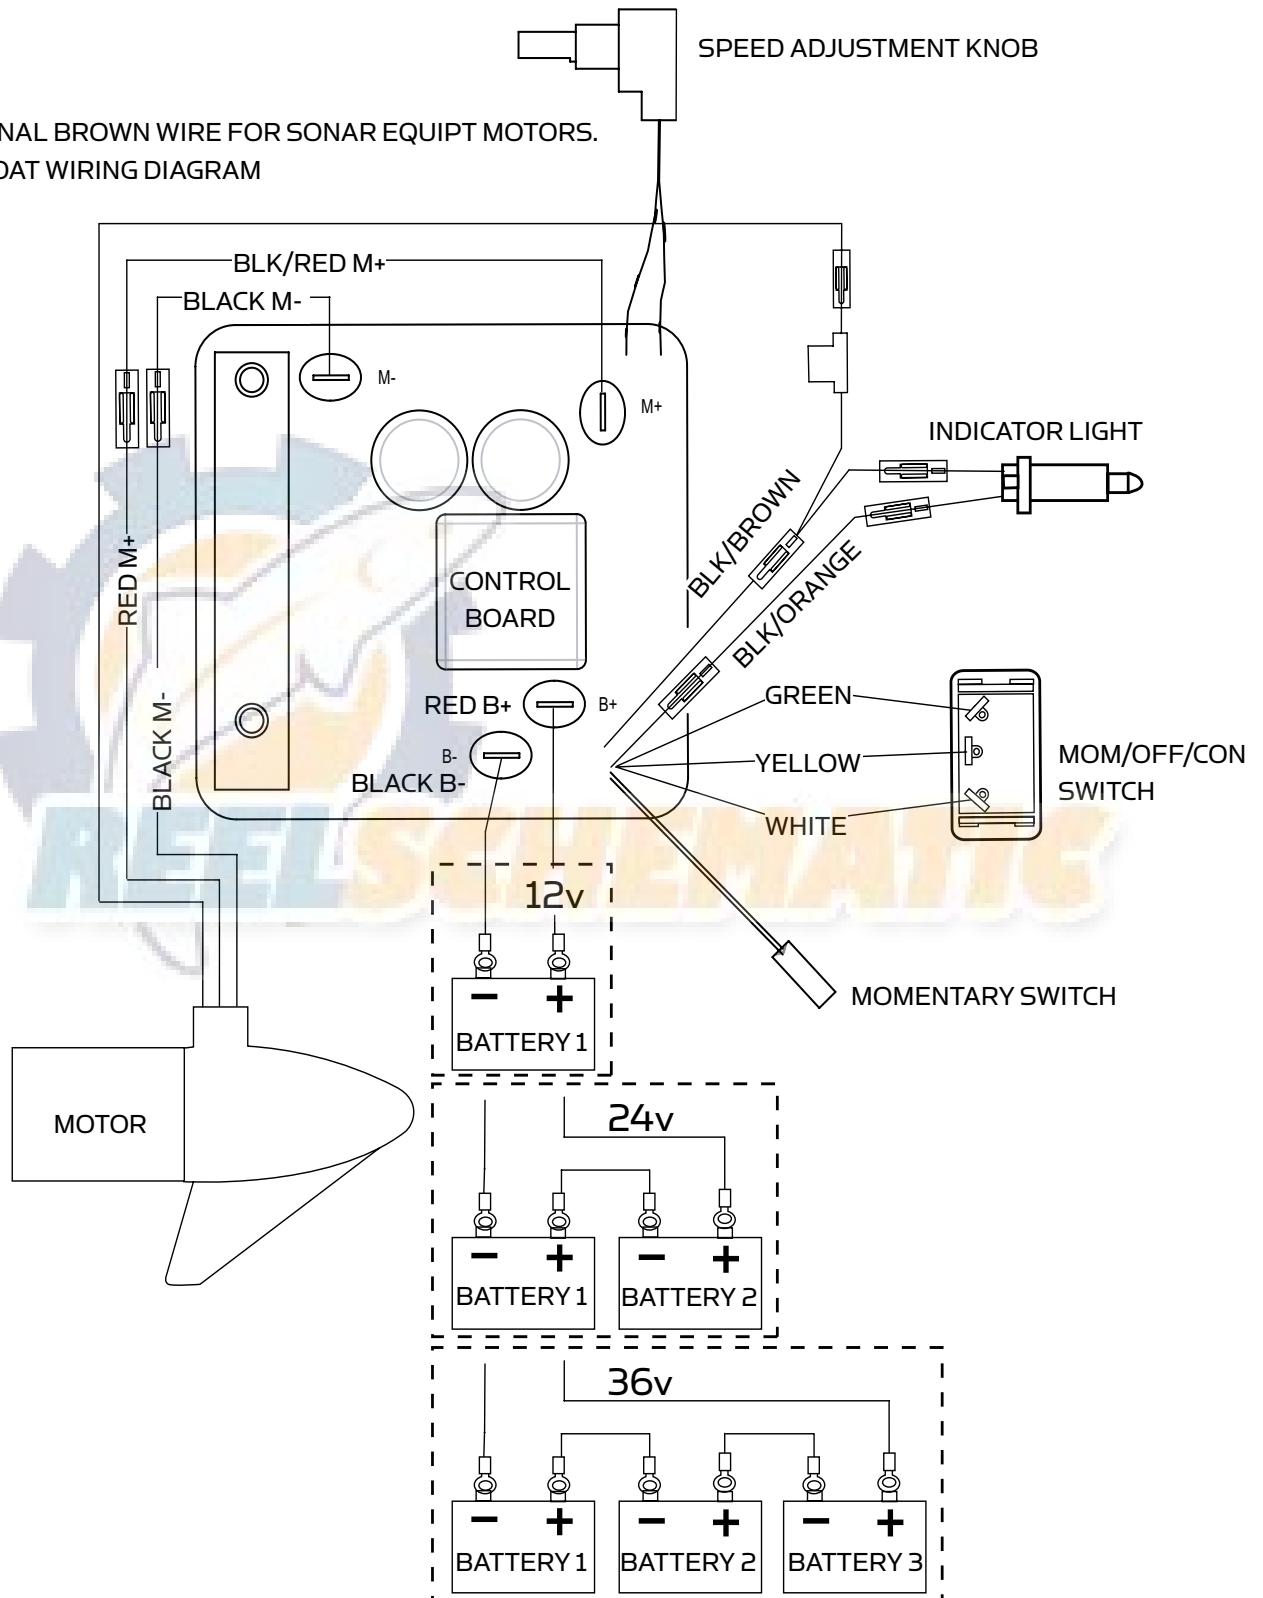 SPEED ADJUSTMENT KNOB
NAL BROWN WIRE FOR SONAR EQUIPT MOTORS.
OAT WIRING DIAGRAM
BLK/RED M+
BLACK M-
M-
M+
INDICATOR LIGHT
BLK/BROWN
BLK/ORANGE
RED M+
BLACK M-
CONTROL
BOARD
RED B+
B+
B-
BLACK B-
GREEN
YELLOW
WHITE
MOM/OFF/CON
SWITCH
REELSCHEMATIC
12v
− +
BATTERY 1
MOMENTARY SWITCH
MOTOR
24v
− + − +
BATTERY 1 BATTERY 2
36v
− + − + − +
BATTERY 1 BATTERY 2 BATTERY 3